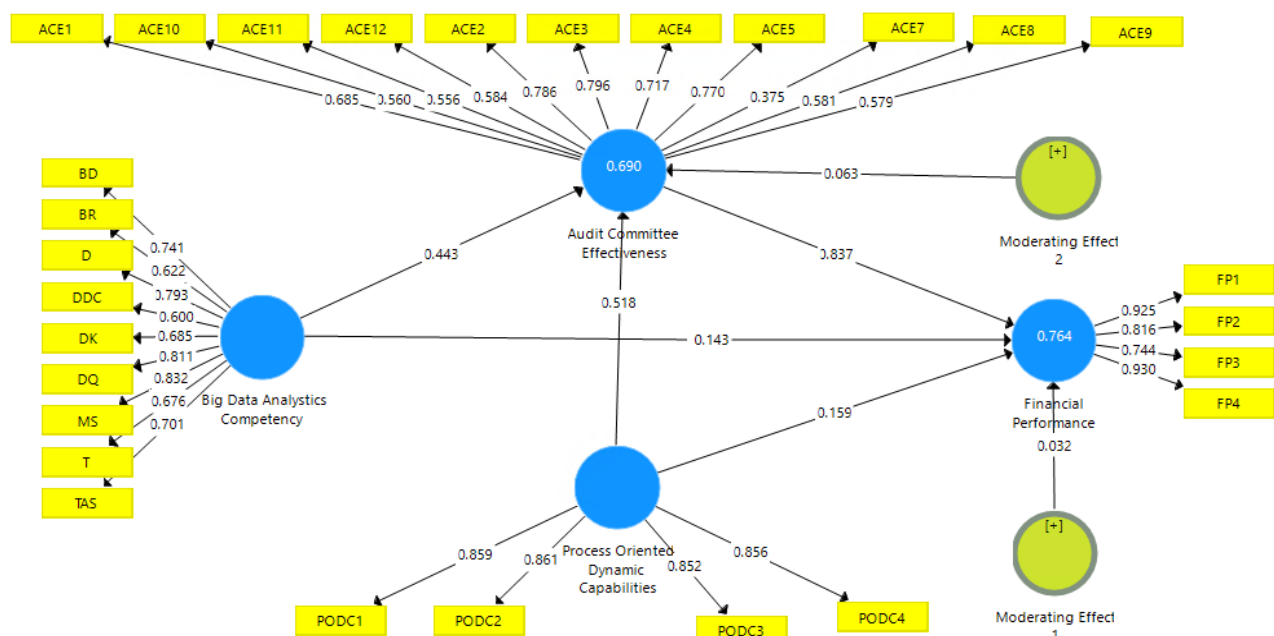 ACE1
ACE10
ACE11
ACE12
ACE2
ACE3
ACE4
ACE5
ACE7
ACE8
ACE9
0.685
0.560
0.556
0.584
0.786
0.796
0.717
0.770
0.375
0.581
0.579
0.690
Audit Committee
Effectiveness
[+]
0.063
Moderating Effect
2
BD
BR
D
DDC
DK
DQ
MS
T
TAS
0.741
0.622
0.793
0.600
0.685
0.811
0.832
0.676
0.701
Big Data Analystics
Competency
0.443
0.518
0.837
0.143
0.159
0.764
Financial
Performance
0.925
0.816
0.744
0.930
FP1
FP2
FP3
FP4
0.032
[+]
Moderating Effect
1
Process Oriented
Dynamic
Capabilities
0.859
0.861
0.852
0.856
PODC1
PODC2
PODC3
PODC4